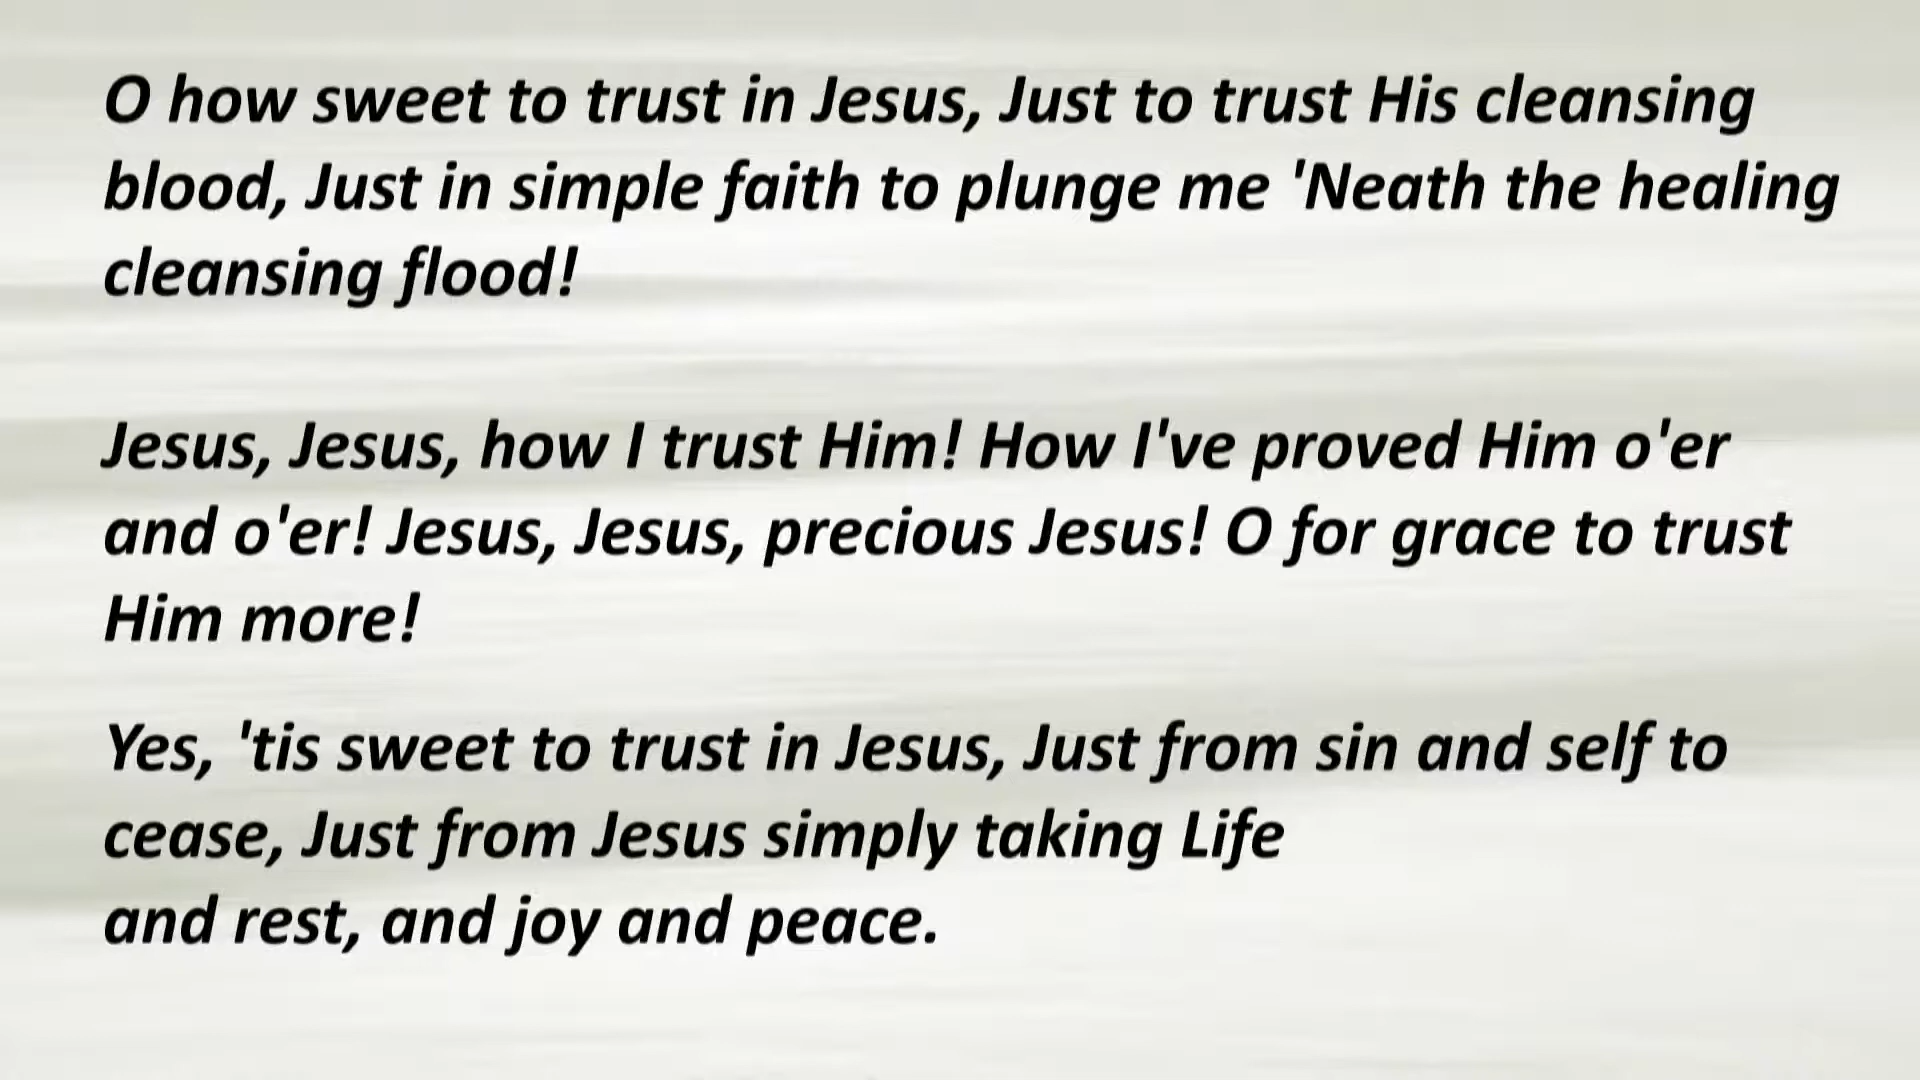 O how sweet to trust in Jesus, Just to trust His cleansing
blood, Just in simple faith to plunge me 'Neath the healing
cleansing flood!
Jesus, Jesus, how I trust Him! How I've proved Him o'er
and o'er! Jesus, Jesus, precious Jesus! O for grace to trust
Him more!
Yes, 'tis sweet to trust in Jesus, Just from sin and self to
cease, Just from Jesus simply taking Life
and rest, and joy and peace.